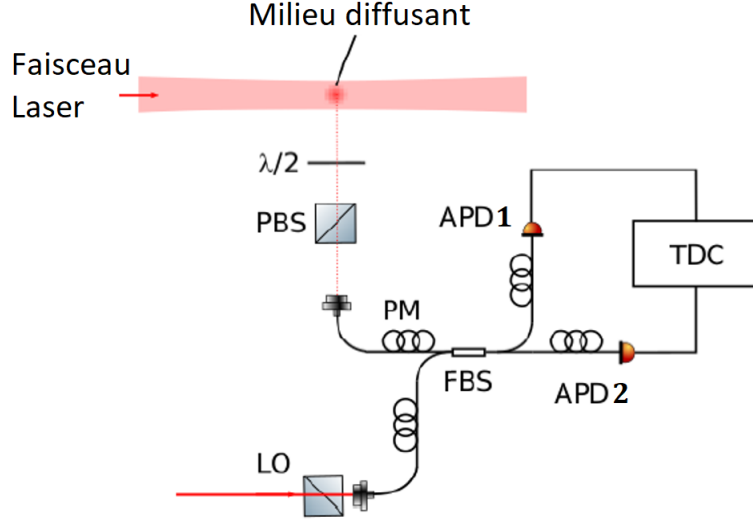 Milieu diffusant
Faisceau
Laser
λ/2
PBS
APD1
TDC
PM
FBS
APD2
LO